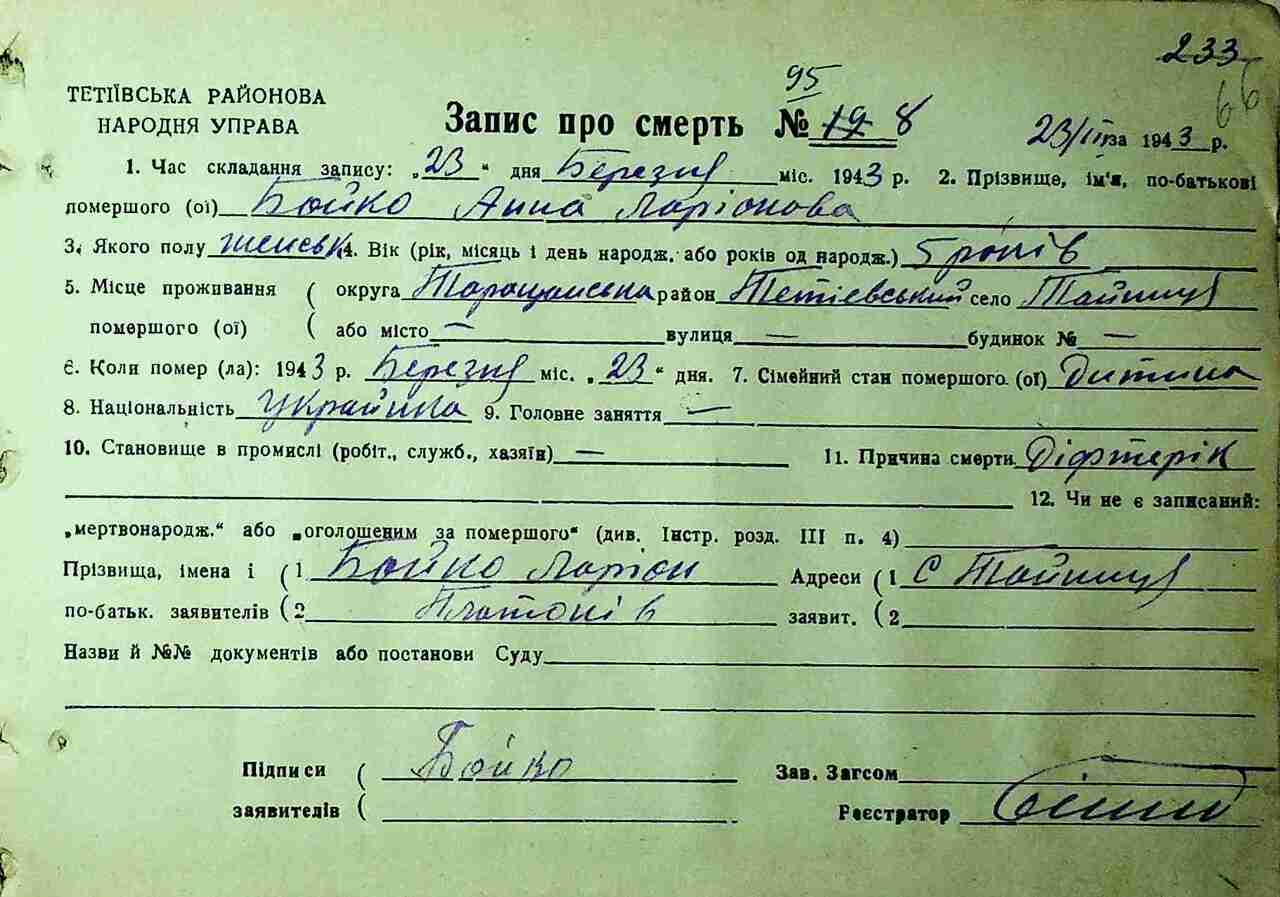 233
66
95
ТЕТІЇВСЬКА РАЙОНОВА
НАРОДНЯ УПРАВА
Запис про смерть № 19 8 23/III за 1943 р.
1. Час складання запису: „23“ дня Березня міс. 1943 р. 2. Прізвище, ім'я, по-батькові
помершого (ої) Бойко Анна Ларіонова
3. Якого полу женськ 4. Вік (рік, місяць і день народж. або років од народж.) 5 років
5. Місце проживання ( округа Таращанська район Тетіевський село Тайниця
помершого (ої) ( або місто — вулиця — будинок № —
6. Коли помер (ла): 1943 р. Березня міс. „23“ дня. 7. Сімейний стан помершого (ої) Дитина
8. Національність Украйинка 9. Головне заняття —
10. Становище в промислі (робіт., служб., хазяїн) — 11. Причина смерти Діфтерік
12. Чи не є записаний:
„мертвонародж.“ або „оголошеним за помершого“ (див. Інстр. розд. III п. 4)
Прізвища, імена і (1 Бойко Ларіон Адреси (1 С Тайниця
по-батьк. заявителів (2 Платонів заявит. (2
Назви й №№ документів або постанови Суду
Підписи ( Бойко Зав. Загсом
заявителів ( Реєстратор